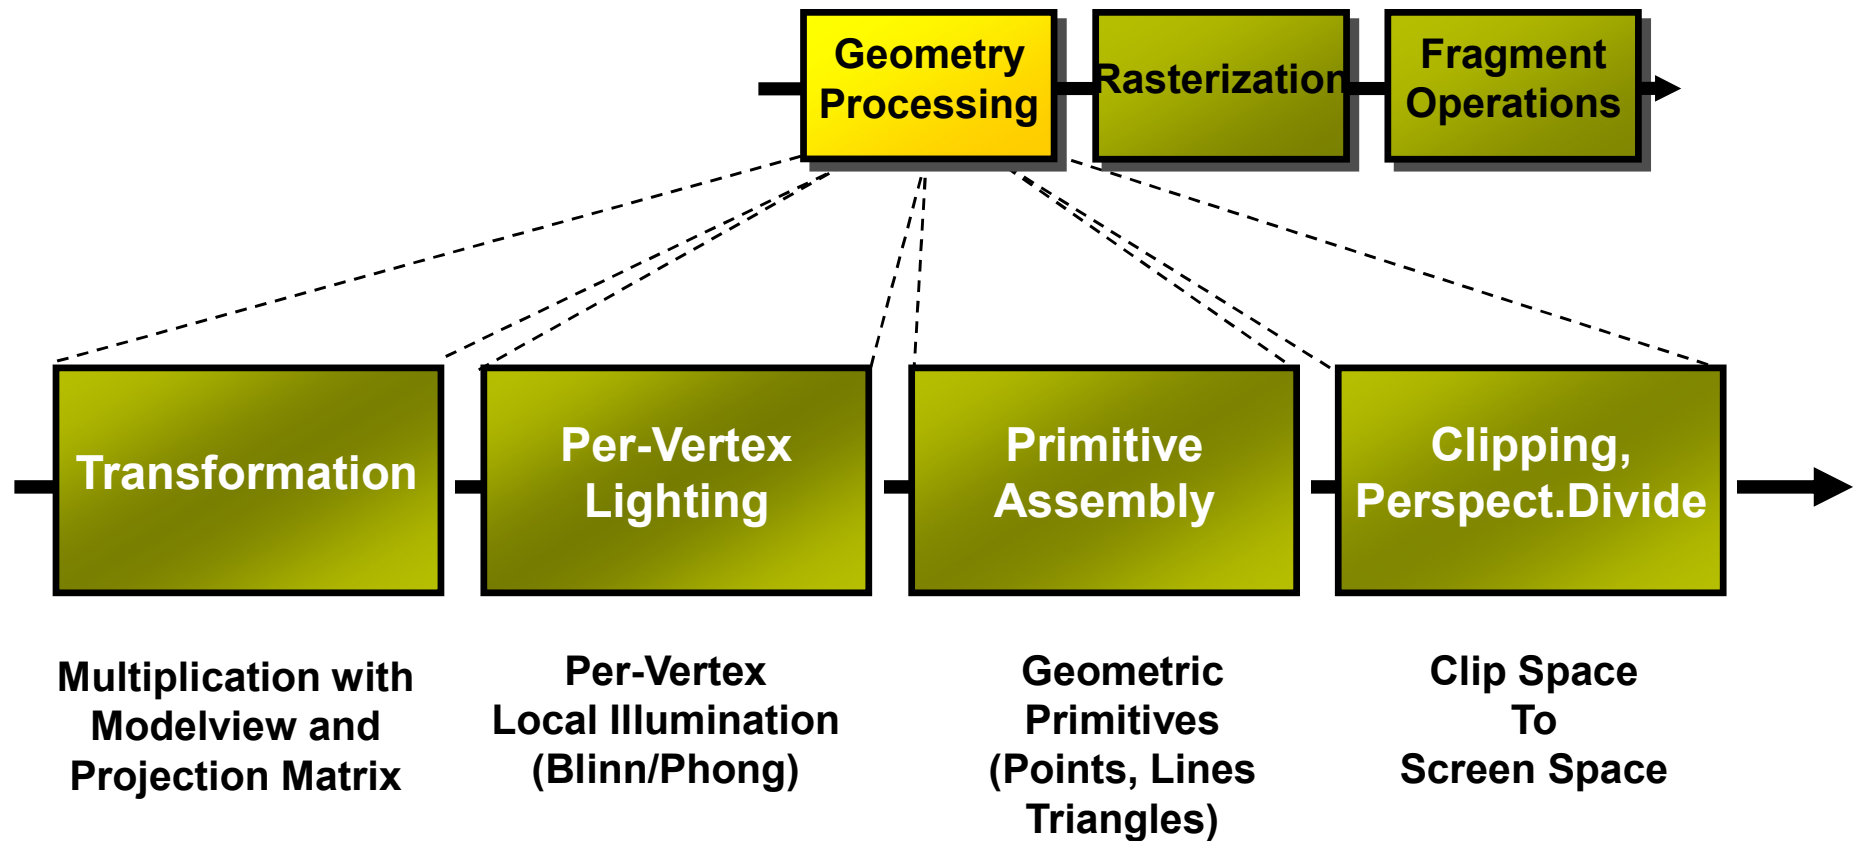 Geometry
Processing
Rasterization
Fragment
Operations
Transformation
Per-Vertex
Lighting
Primitive
Assembly
Clipping,
Perspect.Divide
Multiplication with
Modelview and
Projection Matrix
Per-Vertex
Local Illumination
(Blinn/Phong)
Geometric
Primitives
(Points, Lines
Triangles)
Clip Space
To
Screen Space